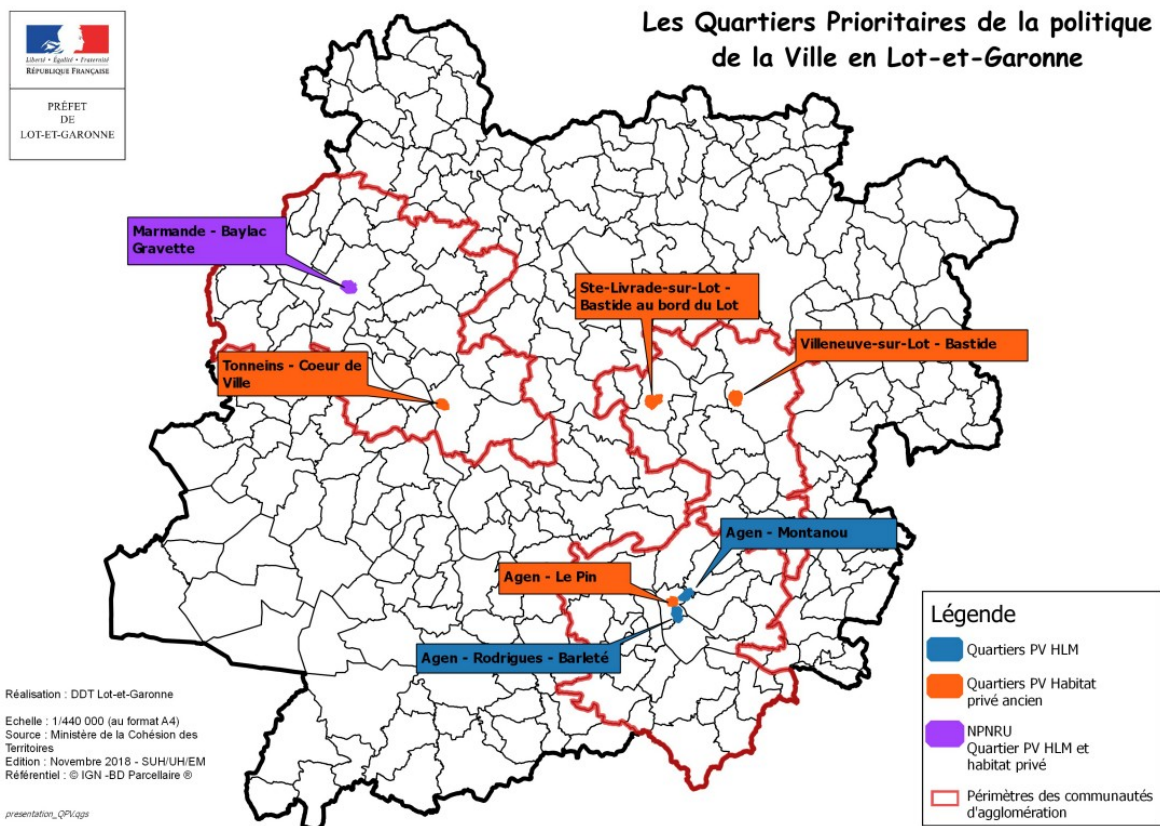 Les Quartiers Prioritaires de la politique
de la Ville en Lot-et-Garonne
Liberté • Égalité • Fraternité
RÉPUBLIQUE FRANÇAISE
PRÉFET
DE
LOT-ET-GARONNE
Marmande - Baylac
Gravette
Ste-Livrade-sur-Lot -
Bastide au bord du Lot
Villeneuve-sur-Lot - Bastide
Tonneins - Coeur de
Ville
Agen - Montanou
Agen - Le Pin
Agen - Rodrigues - Barleté
Légende
Quartiers PV HLM
Quartiers PV Habitat
privé ancien
NPNRU
Quartier PV HLM et
habitat privé
Périmètres des communautés
d'agglomération
Réalisation : DDT Lot-et-Garonne
Echelle : 1/440 000 (au format A4)
Source : Ministère de la Cohésion des
Territoires
Edition : Novembre 2018 - SUH/UH/EM
Référentiel : © IGN -BD Parcellaire ®
presentation_QPV.qgs